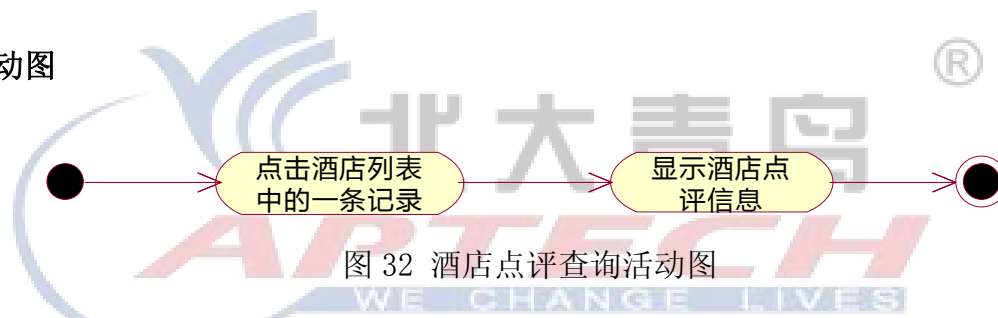 动图
®
北大青鸟
点击酒店列表
中的一条记录
显示酒店点
评信息
ARTECH
图 32 酒店点评查询活动图
WE CHANGE LIVES